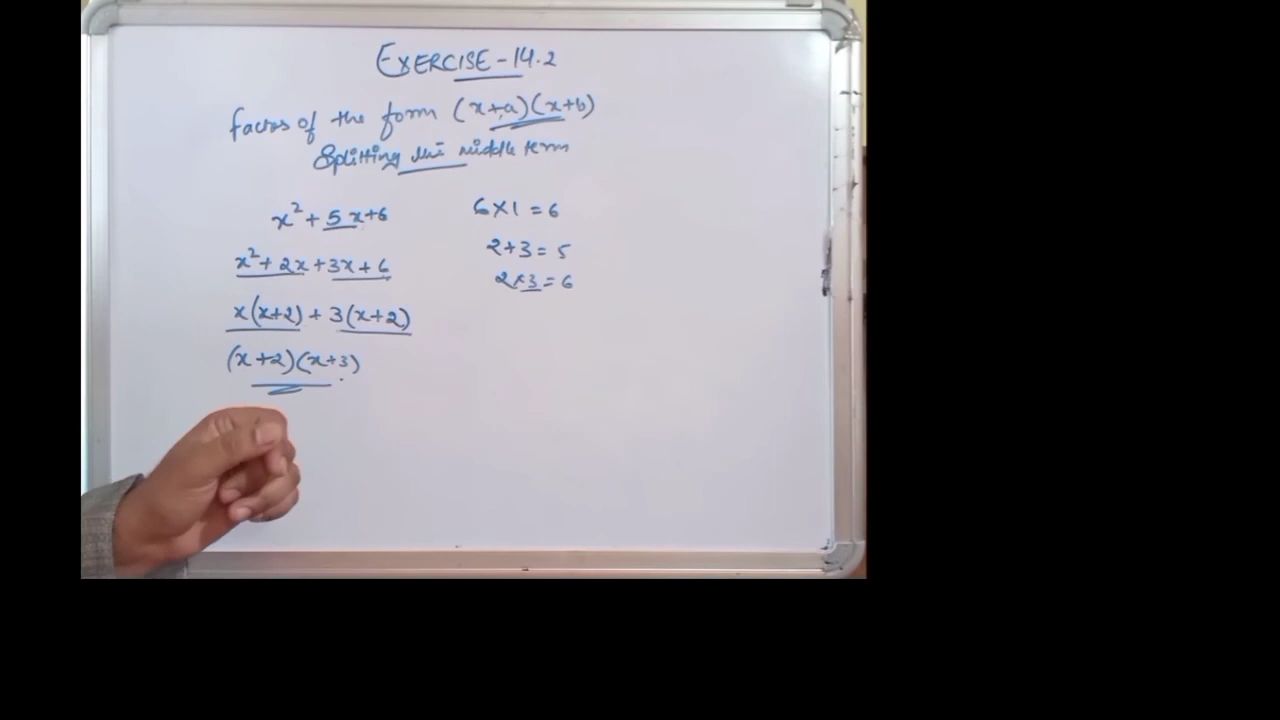 EXERCISE-14.2
factors of the form (x+a)(x+b)
Splitting the middle term
x² + 5x+6
x² + 2x + 3x + 6
x(x+2) + 3(x+2)
(x+2)(x+3)
6×1 = 6
2+3 = 5
2×3 = 6